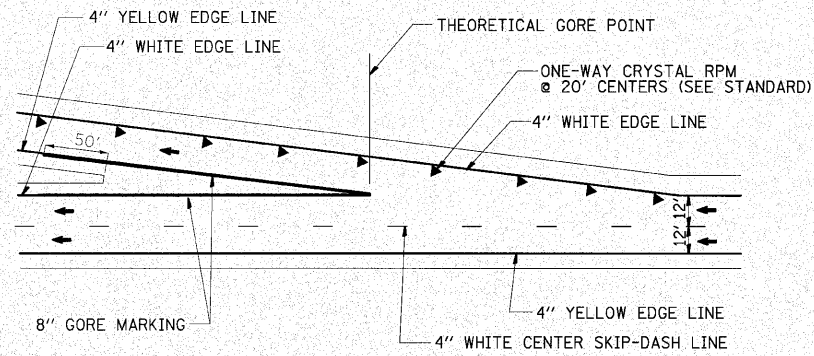 4" YELLOW EDGE LINE
4" WHITE EDGE LINE
THEORETICAL GORE POINT
ONE-WAY CRYSTAL RPM
@ 20' CENTERS (SEE STANDARD)
4" WHITE EDGE LINE
50'
12'
12'
4" YELLOW EDGE LINE
8" GORE MARKING
4" WHITE CENTER SKIP-DASH LINE